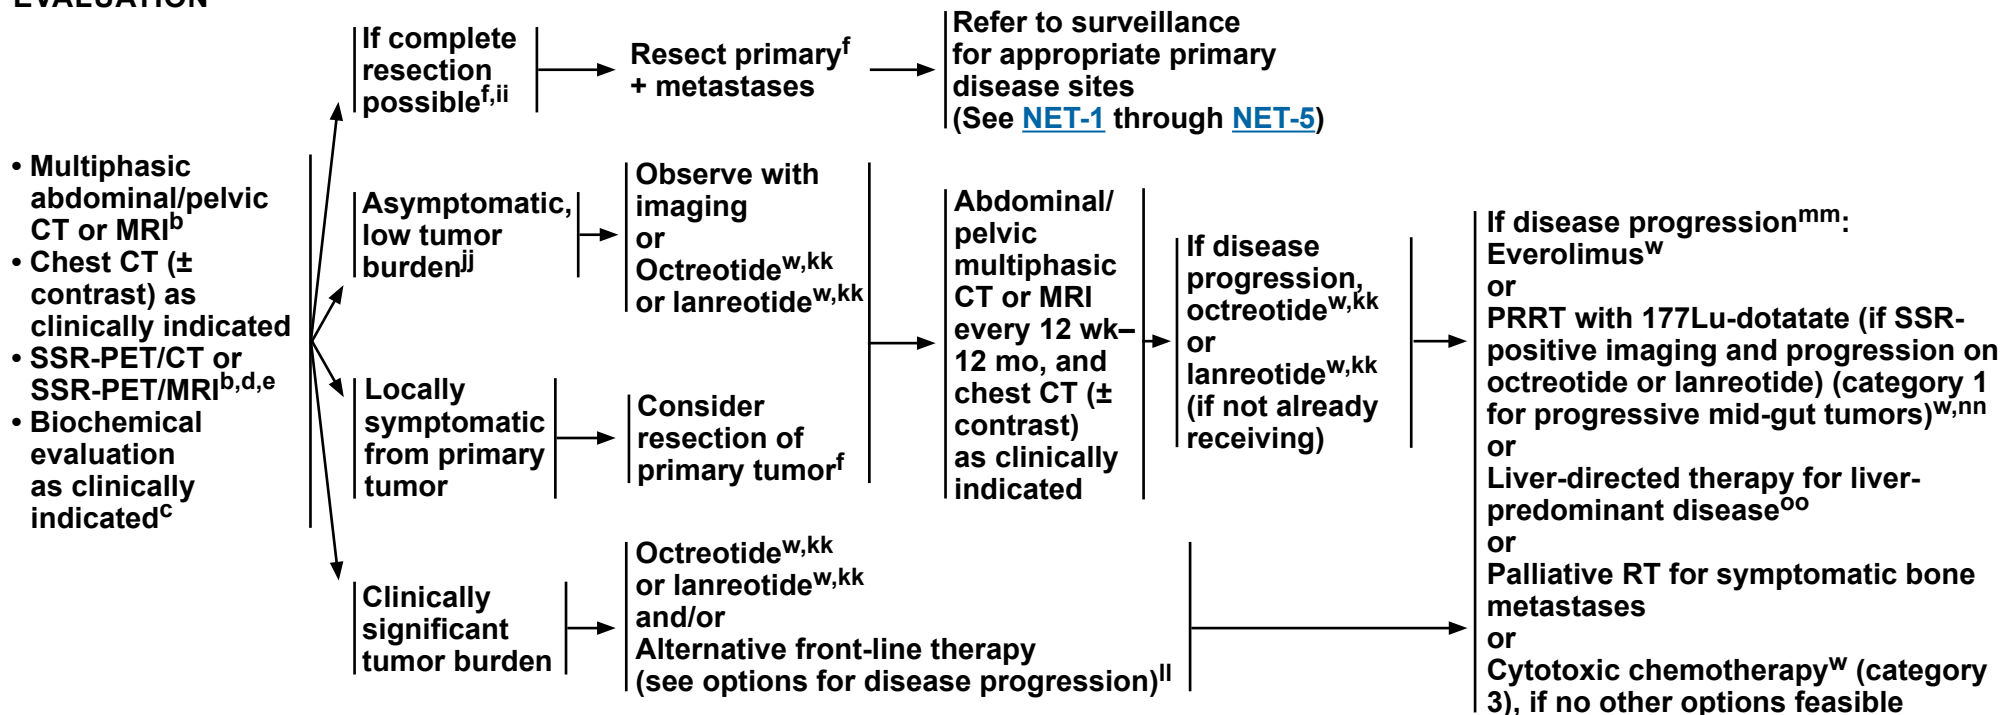 EVALUATION
• Multiphasic
abdominal/pelvic
CT or MRIb
• Chest CT (±
contrast) as
clinically indicated
• SSR-PET/CT or
SSR-PET/MRIb,d,e
• Biochemical
evaluation
as clinically
indicatedc
If complete
resection
possiblef,ii
Resect primaryf
+ metastases
Refer to surveillance
for appropriate primary
disease sites
(See NET-1 through NET-5)
Asymptomatic,
low tumor
burdenjj
Observe with
imaging
or
Octreotidew,kk
or lanreotidew,kk
Locally
symptomatic
from primary
tumor
Consider
resection of
primary tumorf
Abdominal/
pelvic
multiphasic
CT or MRI
every 12 wk–
12 mo, and
chest CT (±
contrast)
as clinically
indicated
If disease
progression,
octreotidew,kk
or
lanreotidew,kk
(if not already
receiving)
Clinically
significant
tumor burden
Octreotidew,kk
or lanreotidew,kk
and/or
Alternative front-line therapy
(see options for disease progression)ll
If disease progressionmm:
Everolimusw
or
PRRT with 177Lu-dotatate (if SSR-
positive imaging and progression on
octreotide or lanreotide) (category 1
for progressive mid-gut tumors)w,nn
or
Liver-directed therapy for liver-
predominant diseaseoo
or
Palliative RT for symptomatic bone
metastases
or
Cytotoxic chemotherapyw (category
3), if no other options feasible